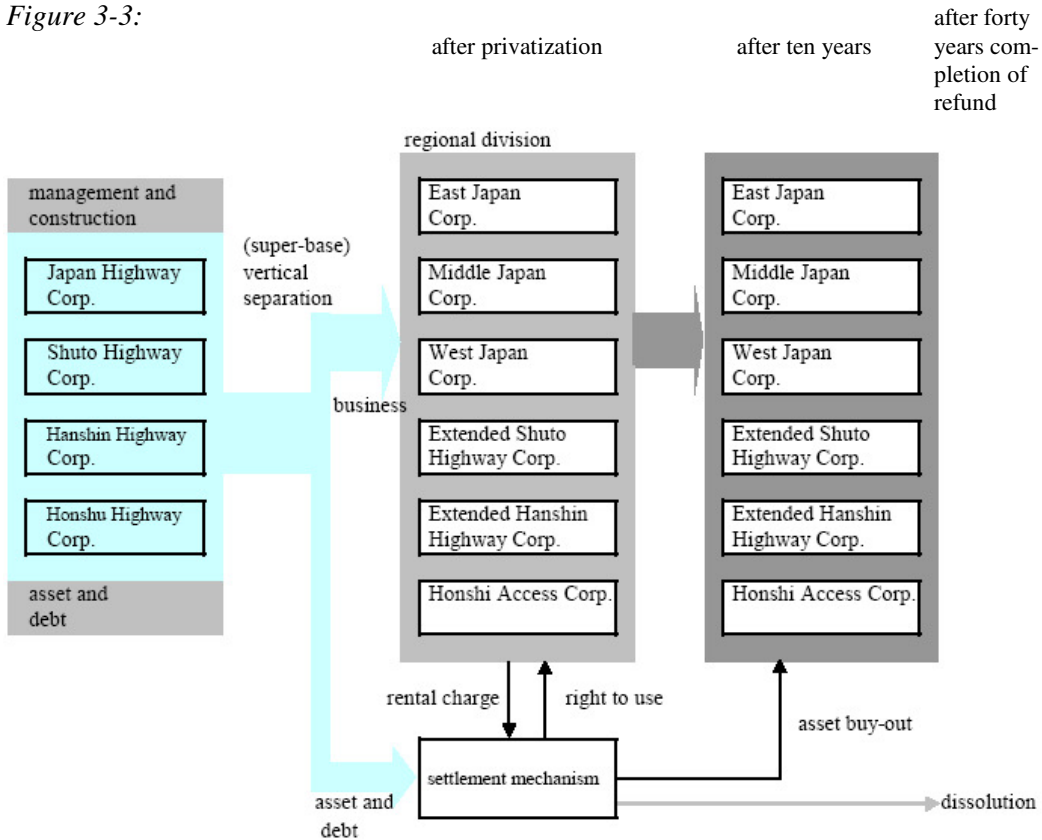 Figure 3-3:
after privatization
after ten years
after forty
years com-
pletion of
refund
management and
construction
Japan Highway
Corp.
Shuto Highway
Corp.
Hanshin Highway
Corp.
Honshu Highway
Corp.
asset and
debt
(super-base)
vertical
separation
business
asset and
debt
regional division
East Japan
Corp.
Middle Japan
Corp.
West Japan
Corp.
Extended Shuto
Highway Corp.
Extended Hanshin
Highway Corp.
Honshi Access Corp.
rental charge
right to use
settlement mechanism
East Japan
Corp.
Middle Japan
Corp.
West Japan
Corp.
Extended Shuto
Highway Corp.
Extended Hanshin
Highway Corp.
Honshi Access Corp.
asset buy-out
dissolution